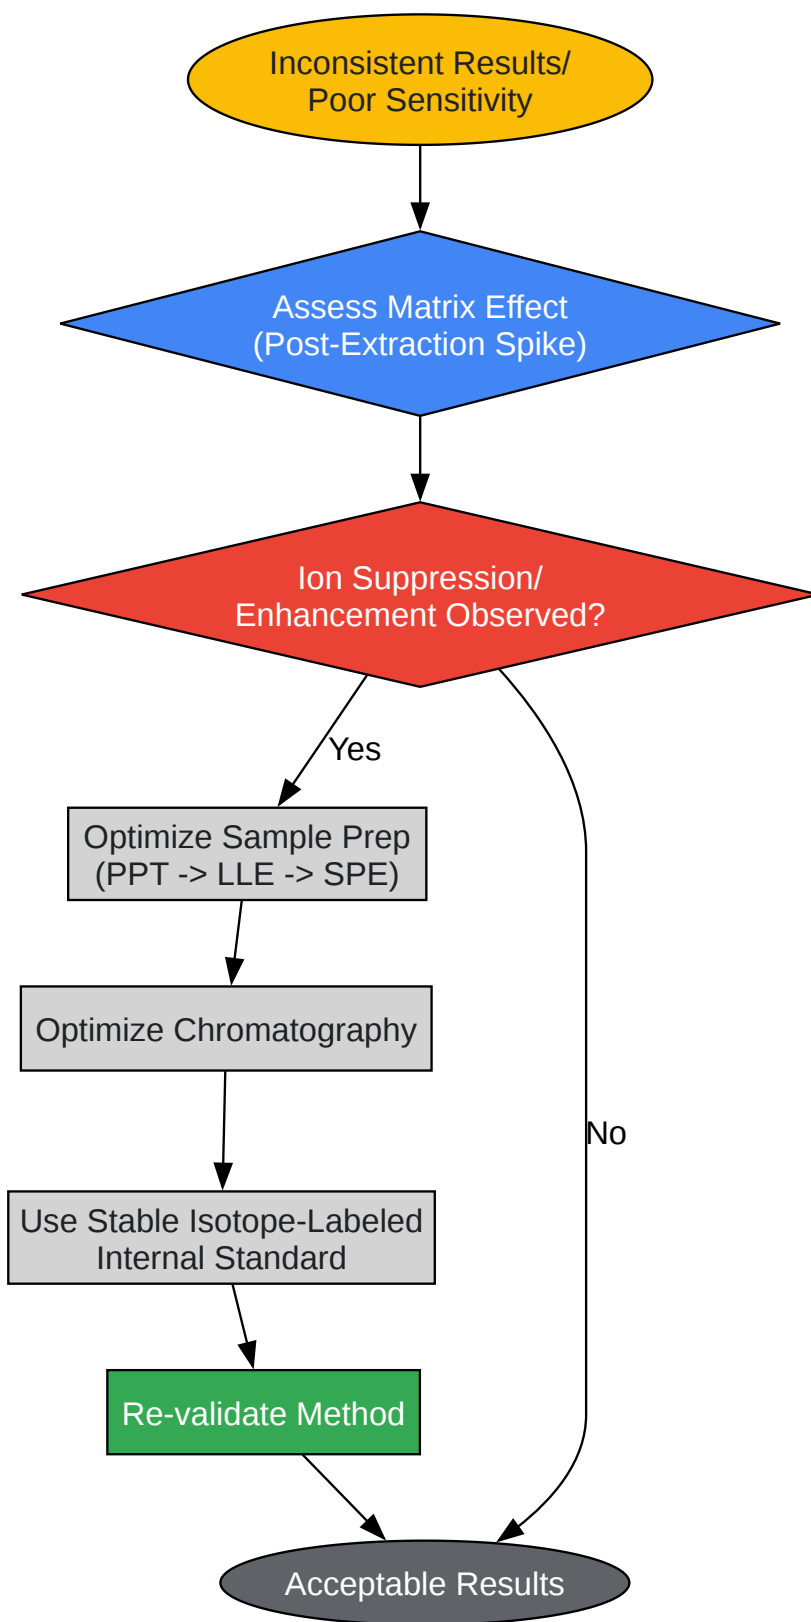 Inconsistent Results/
Poor Sensitivity
Assess Matrix Effect
(Post-Extraction Spike)
Ion Suppression/
Enhancement Observed?
Yes
Optimize Sample Prep
(PPT -> LLE -> SPE)
Optimize Chromatography
No
Use Stable Isotope-Labeled
Internal Standard
Re-validate Method
Acceptable Results